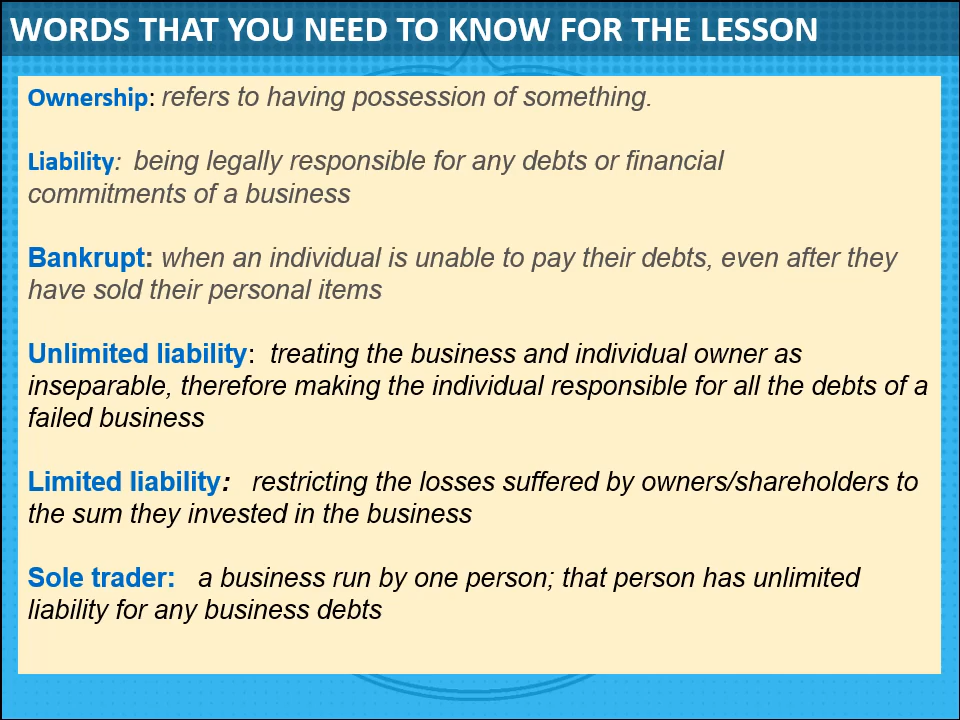 WORDS THAT YOU NEED TO KNOW FOR THE LESSON
Ownership: refers to having possession of something.
Liability: being legally responsible for any debts or financial
commitments of a business
Bankrupt: when an individual is unable to pay their debts, even after they
have sold their personal items
Unlimited liability: treating the business and individual owner as
inseparable, therefore making the individual responsible for all the debts of a
failed business
Limited liability: restricting the losses suffered by owners/shareholders to
the sum they invested in the business
Sole trader: a business run by one person; that person has unlimited
liability for any business debts